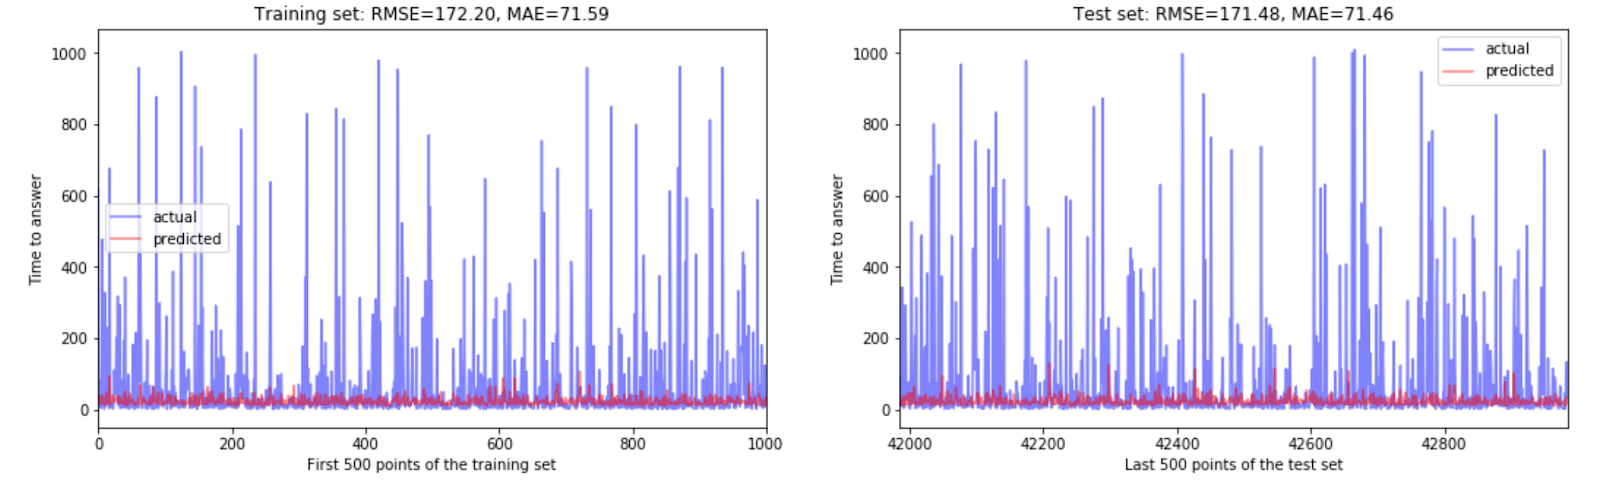 Training set: RMSE=172.20, MAE=71.59
1000
800
600
400
200
0
Time to answer
actual
predicted
0 200 400 600 800 1000
First 500 points of the training set
Test set: RMSE=171.48, MAE=71.46
1000
800
600
400
200
0
Time to answer
actual
predicted
42000 42200 42400 42600 42800
Last 500 points of the test set